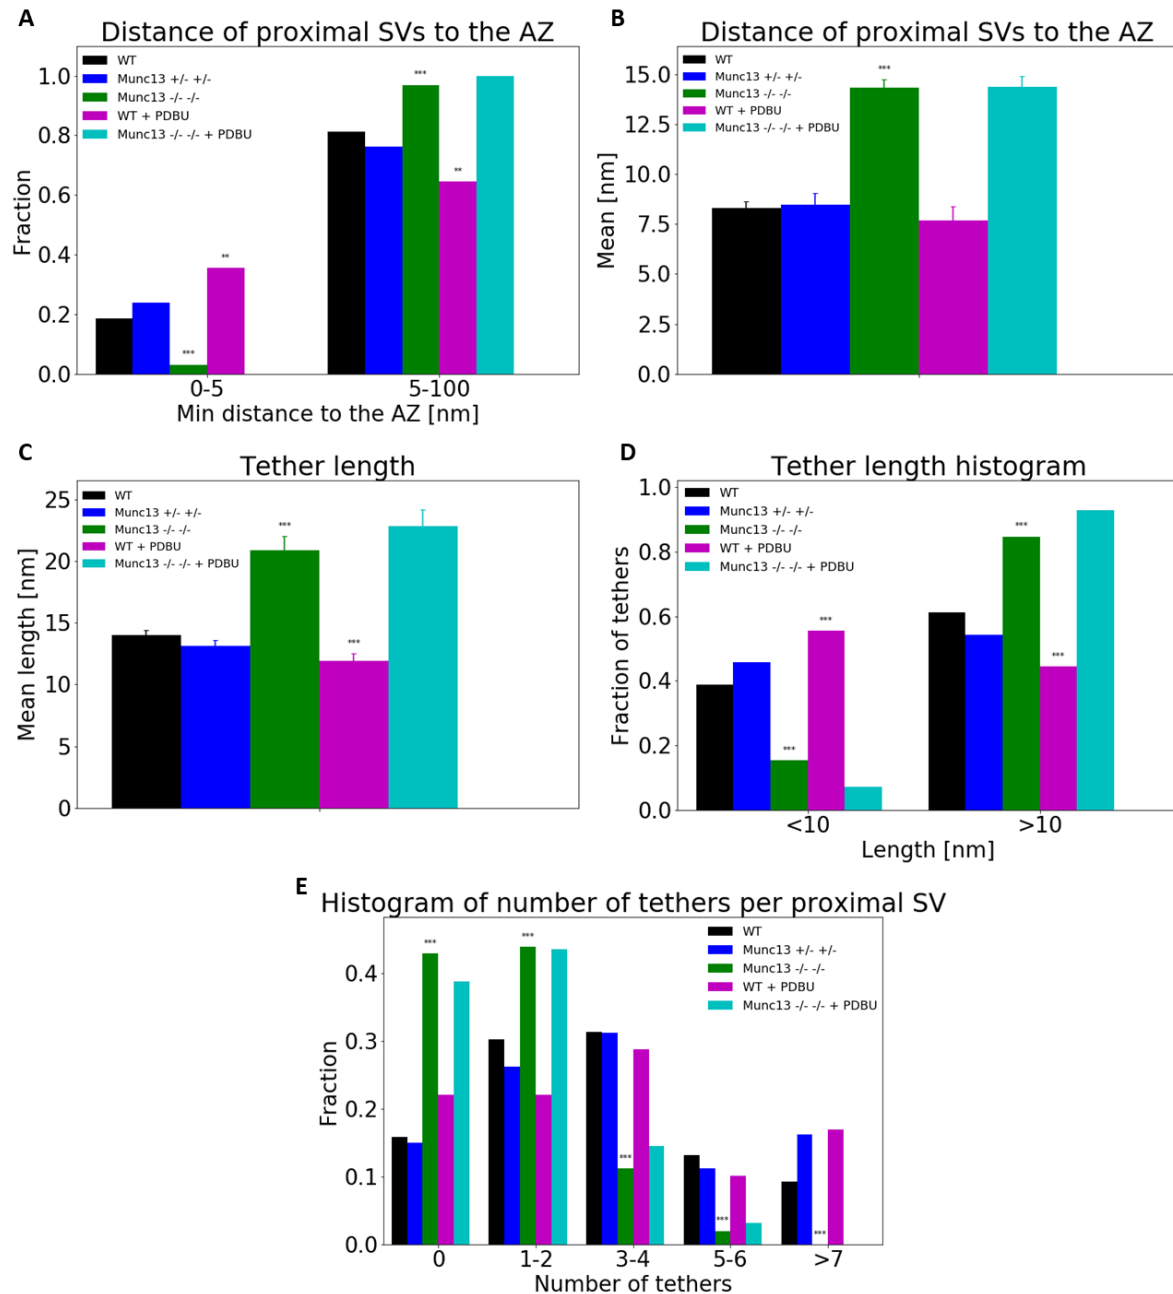 A
Distance of proximal SVs to the AZ
WT
Munc13 +/- +/-
Munc13 -/- -/-
WT + PDBU
Munc13 -/- -/- + PDBU
1.0
0.8
0.6
0.4
0.2
0.0
Fraction
***
**
***
**
0-5
5-100
Min distance to the AZ [nm]
B
Distance of proximal SVs to the AZ
WT
Munc13 +/- +/-
Munc13 -/- -/-
WT + PDBU
Munc13 -/- -/- + PDBU
15.0
12.5
10.0
7.5
5.0
2.5
0.0
Mean [nm]
***
C
Tether length
WT
Munc13 +/- +/-
Munc13 -/- -/-
WT + PDBU
Munc13 -/- -/- + PDBU
25
20
15
10
5
0
Mean length [nm]
***
***
D
Tether length histogram
WT
Munc13 +/- +/-
Munc13 -/- -/-
WT + PDBU
Munc13 -/- -/- + PDBU
1.0
0.8
0.6
0.4
0.2
0.0
Fraction of tethers
***
***
***
***
<10
>10
Length [nm]
E
Histogram of number of tethers per proximal SV
WT
Munc13 +/- +/-
Munc13 -/- -/-
WT + PDBU
Munc13 -/- -/- + PDBU
0.4
0.3
0.2
0.1
0.0
Fraction
***
***
***
***
***
0
1-2
3-4
5-6
>7
Number of tethers